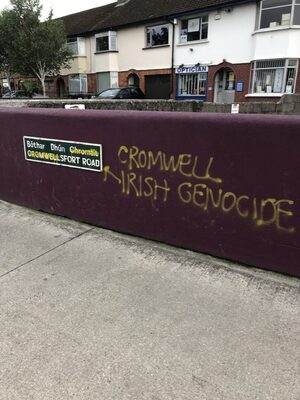 OPTICIAN
Bóthar Dhún Chromail
CROMWELLSFORT ROAD
CROMWELL
IRISH GENOCIDE